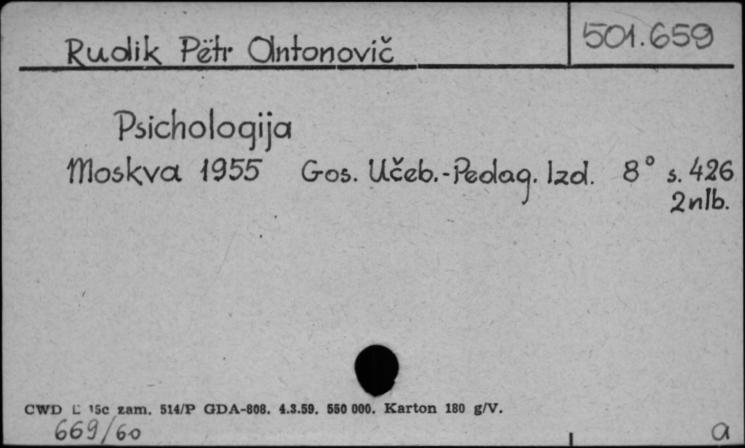 Rudik Pëtr Antonovič
501.659
Psichologija
Moskva 1955 Gos. Učeb.-Pedag. Izd. 8° s. 426
2nlb.
CWD 15c zam. 514/P GDA-808. 4.3.59. 550 000. Karton 180 g/V.
669/60
a